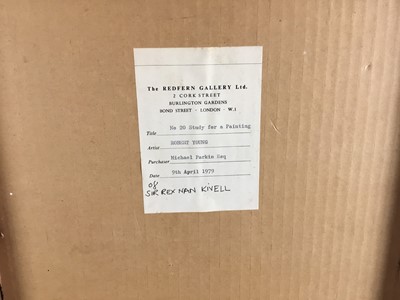 The REDFERN GALLERY Ltd.
2 CORK STREET
BURLINGTON GARDENS
BOND STREET · LONDON · W.1
Title No 20 Study for a Painting
Artist ERNEST YOUNG
Purchaser Michael Parkin Esq
Date 9th April 1979
of
SIR REX NAN KIVELL